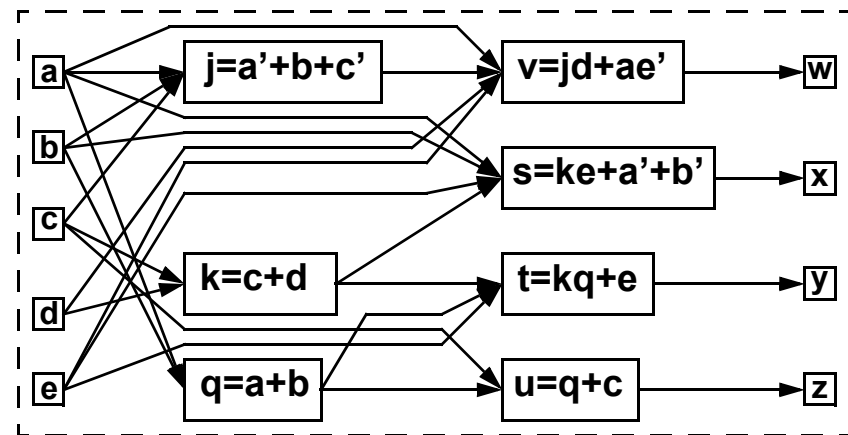 a j=a’+b+c’ v=jd+ae’ w
b
s=ke+a’+b’ x
c
k=c+d t=kq+e y
d
e q=a+b u=q+c z